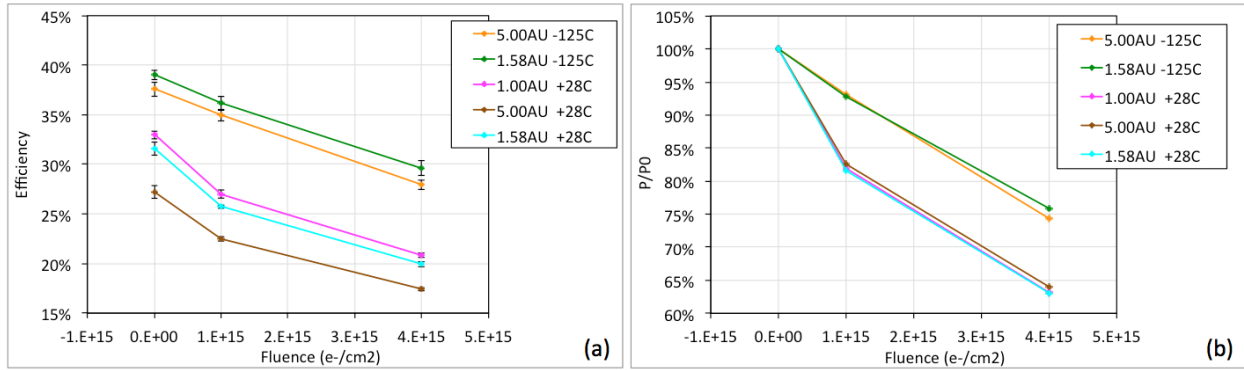 45%
40%
35%
30%
25%
20%
15%
Efficiency
-1.E+15 0.E+00 1.E+15 2.E+15 3.E+15 4.E+15 5.E+15
Fluence (e-/cm2)
5.00AU -125C
1.58AU -125C
1.00AU +28C
5.00AU +28C
1.58AU +28C
(a)
105%
100%
95%
90%
85%
80%
75%
70%
65%
60%
P/P0
-1.E+15 0.E+00 1.E+15 2.E+15 3.E+15 4.E+15 5.E+15
Fluence (e-/cm2)
5.00AU -125C
1.58AU -125C
1.00AU +28C
5.00AU +28C
1.58AU +28C
(b)